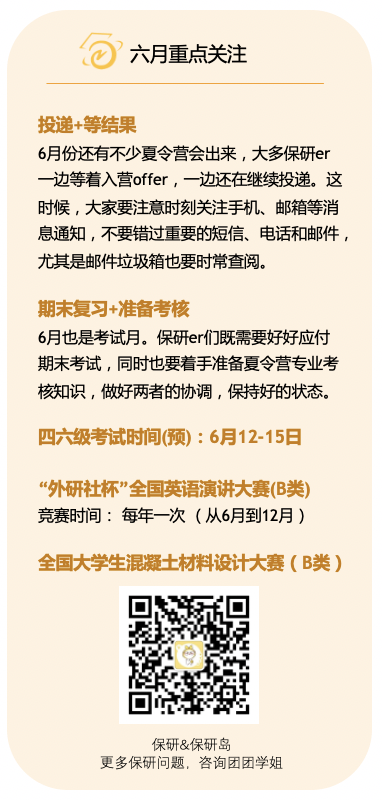 六月重点关注
投递+等结果
6月份还有不少夏令营会出来，大多保研er
一边等着入营offer，一边还在继续投递。这
时候，大家要注意时刻关注手机、邮箱等消
息通知，不要错过重要的短信、电话和邮件，
尤其是邮件垃圾箱也要时常查阅。
期末复习+准备考核
6月也是考试月。保研er们既需要好好应付
期末考试，同时也要着手准备夏令营专业考
核知识，做好两者的协调，保持好的状态。
四六级考试时间(预)：6月12-15日
“外研社杯”全国英语演讲大赛(B类)
竞赛时间： 每年一次 （从6月到12月）
全国大学生混凝土材料设计大赛（B类）
保研&保研岛
更多保研问题，咨询团团学姐